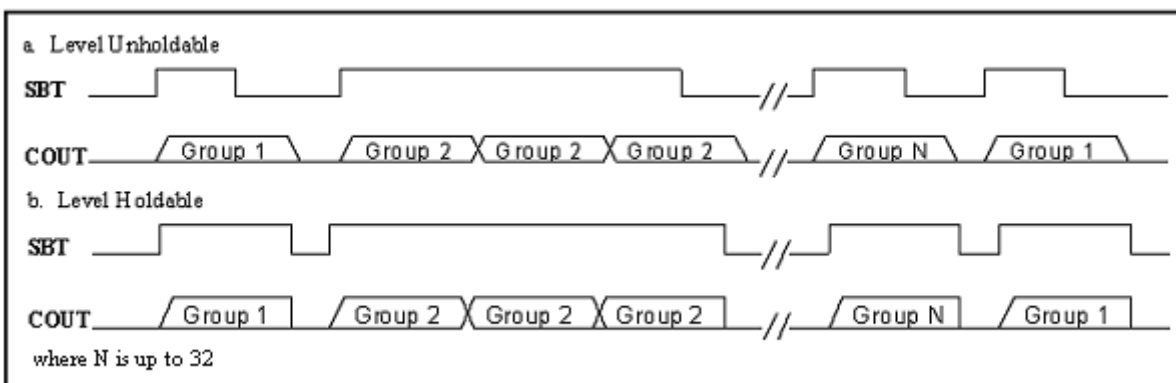 a. Level Unholdable
SBT
//
COUT
Group 1
Group 2
Group 2
Group 2
//
Group N
Group 1
b. Level Holdable
SBT
//
COUT
Group 1
Group 2
Group 2
Group 2
//
Group N
Group 1
where N is up to 32